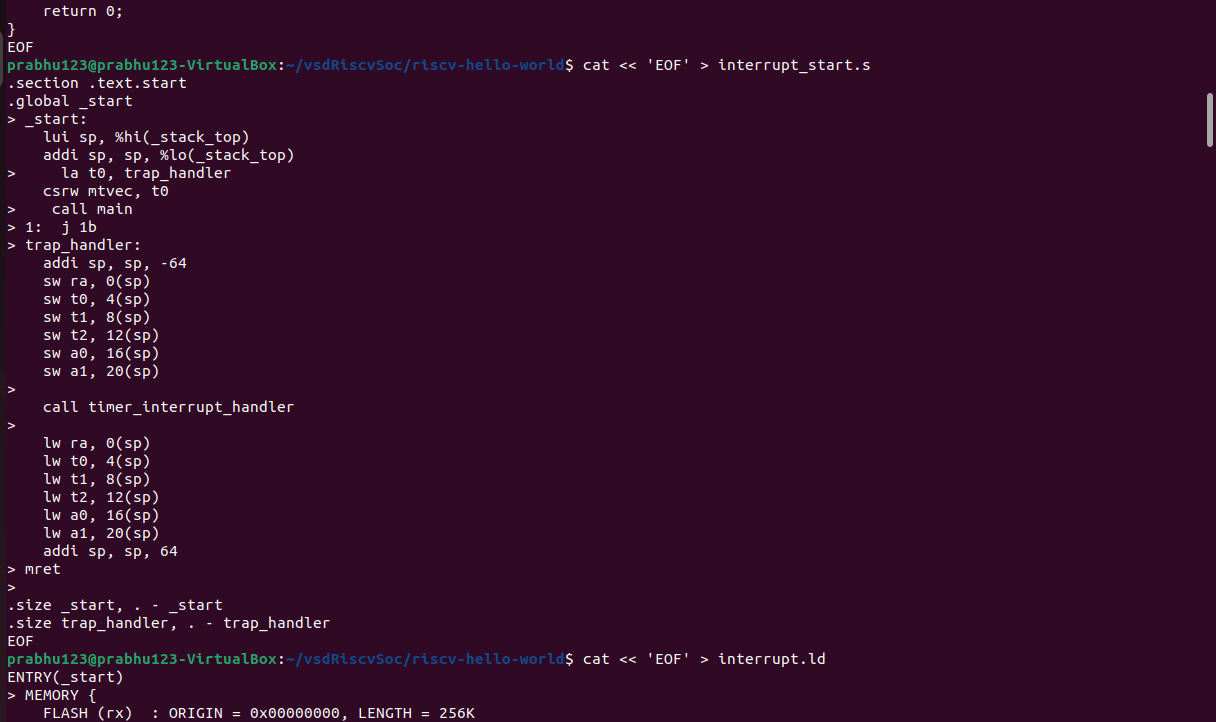 return 0;
}
EOF
prabhu123@prabhu123-VirtualBox:~/vsdRiscvSoc/riscv-hello-world$ cat << 'EOF' > interrupt_start.s
.section .text.start
.global _start
> _start:
    lui sp, %hi(_stack_top)
    addi sp, sp, %lo(_stack_top)
>     la t0, trap_handler
    csrw mtvec, t0
>    call main
> 1:  j 1b
> trap_handler:
    addi sp, sp, -64
    sw ra, 0(sp)
    sw t0, 4(sp)
    sw t1, 8(sp)
    sw t2, 12(sp)
    sw a0, 16(sp)
    sw a1, 20(sp)
>
    call timer_interrupt_handler
>
    lw ra, 0(sp)
    lw t0, 4(sp)
    lw t1, 8(sp)
    lw t2, 12(sp)
    lw a0, 16(sp)
    lw a1, 20(sp)
    addi sp, sp, 64
> mret
>
.size _start, . - _start
.size trap_handler, . - trap_handler
EOF
prabhu123@prabhu123-VirtualBox:~/vsdRiscvSoc/riscv-hello-world$ cat << 'EOF' > interrupt.ld
ENTRY(_start)
> MEMORY {
    FLASH (rx)  : ORIGIN = 0x00000000, LENGTH = 256K